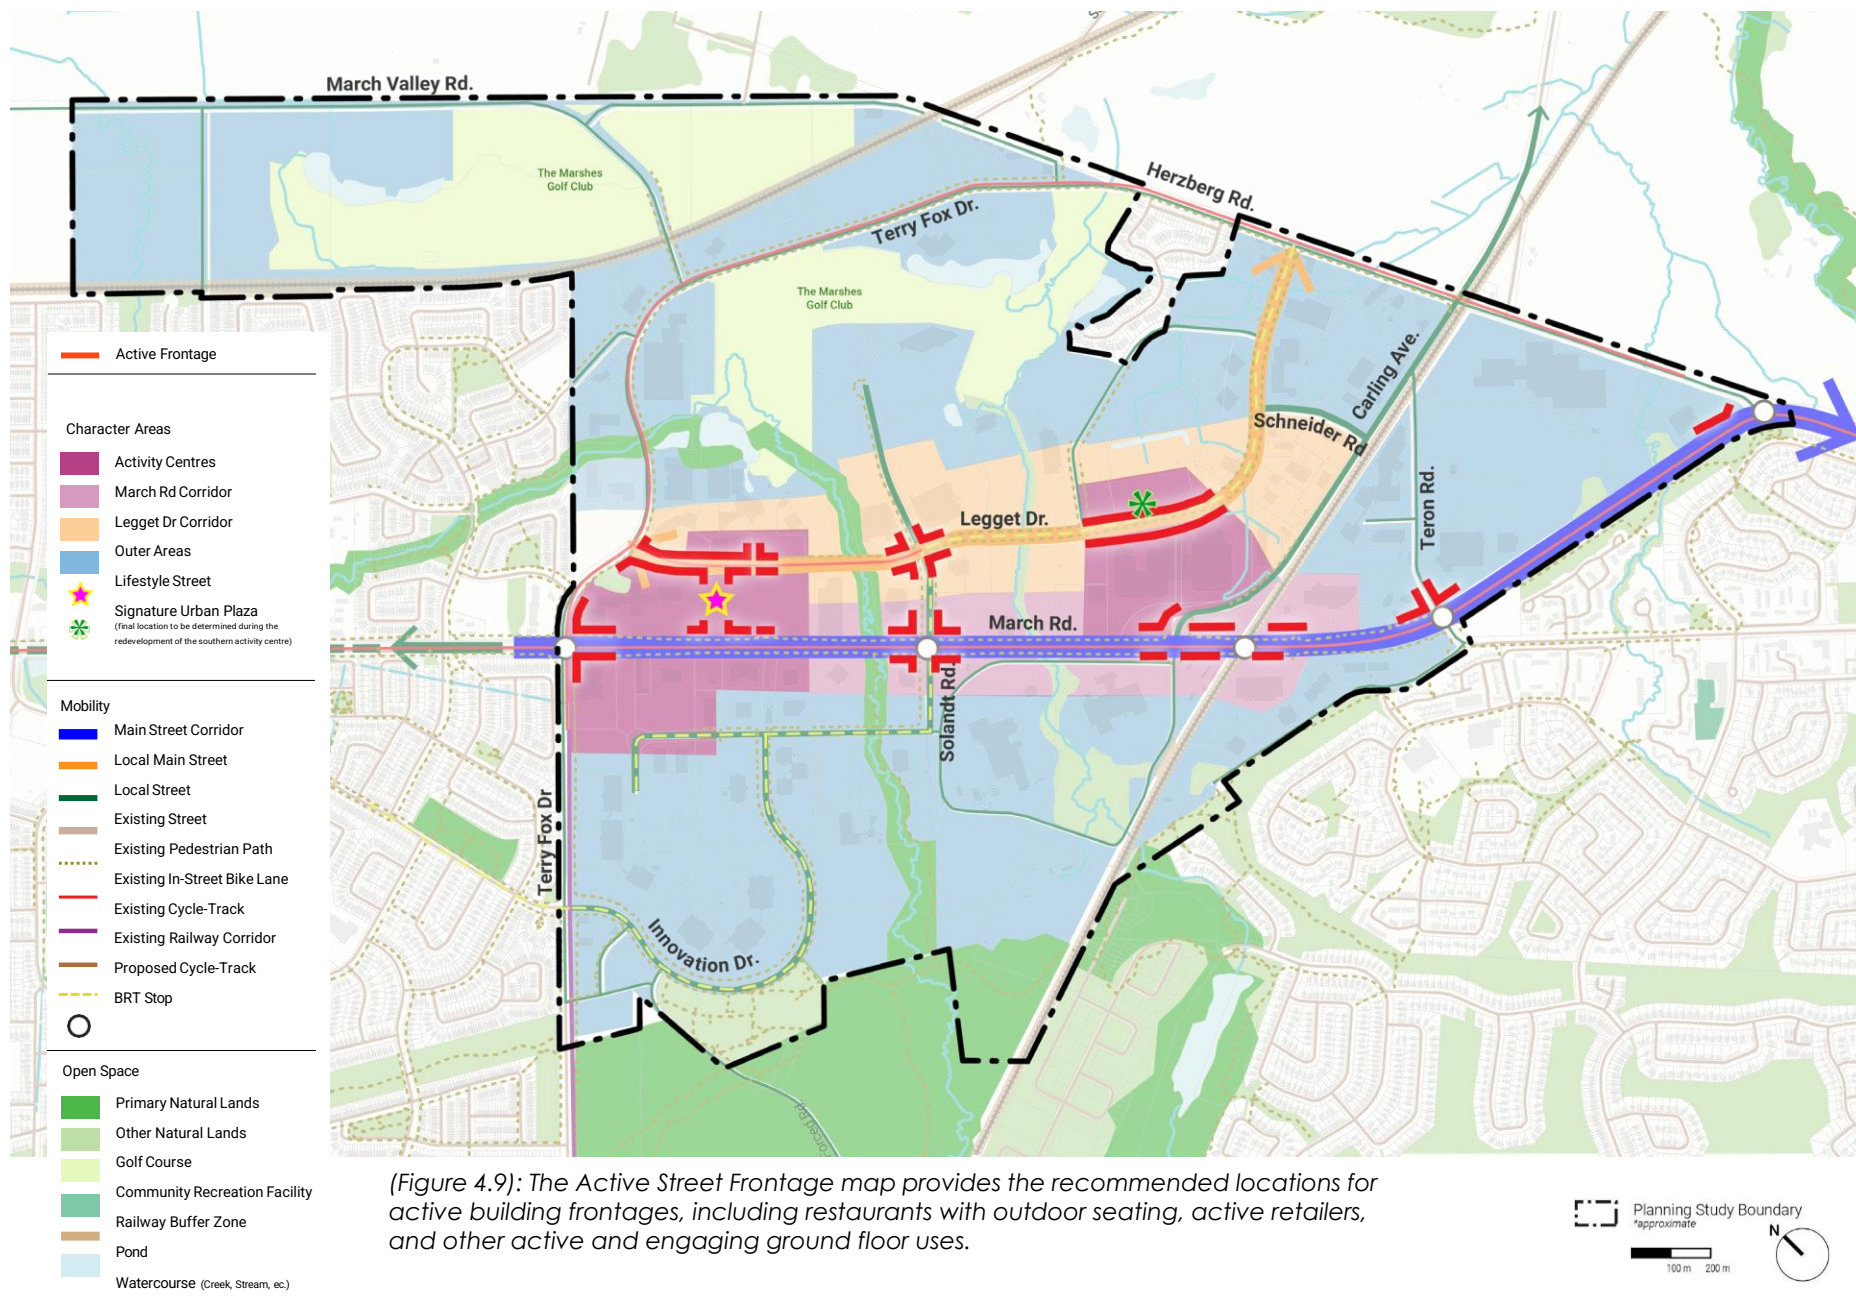 March Valley Rd.
Herzberg Rd.
The Marshes
Golf Club
Terry Fox Dr.
The Marshes
Golf Club
Carling Ave.
Schneider Rd
Legget Dr.
Teron Rd.
March Rd.
Solandt Rd.
Terry Fox Dr
Innovation Dr.
Active Frontage
Character Areas
Activity Centres
March Rd Corridor
Legget Dr Corridor
Outer Areas
Lifestyle Street
Signature Urban Plaza
(final location to be determined during the
redevelopment of the southern activity centre)
Mobility
Main Street Corridor
Local Main Street
Local Street
Existing Street
Existing Pedestrian Path
Existing In-Street Bike Lane
Existing Cycle-Track
Existing Railway Corridor
Proposed Cycle-Track
BRT Stop
Open Space
Primary Natural Lands
Other Natural Lands
Golf Course
Community Recreation Facility
Railway Buffer Zone
Pond
Watercourse (Creek, Stream, ec.)
(Figure 4.9): The Active Street Frontage map provides the recommended locations for
active building frontages, including restaurants with outdoor seating, active retailers,
and other active and engaging ground floor uses.
Planning Study Boundary
*approximate
N
100 m 200 m